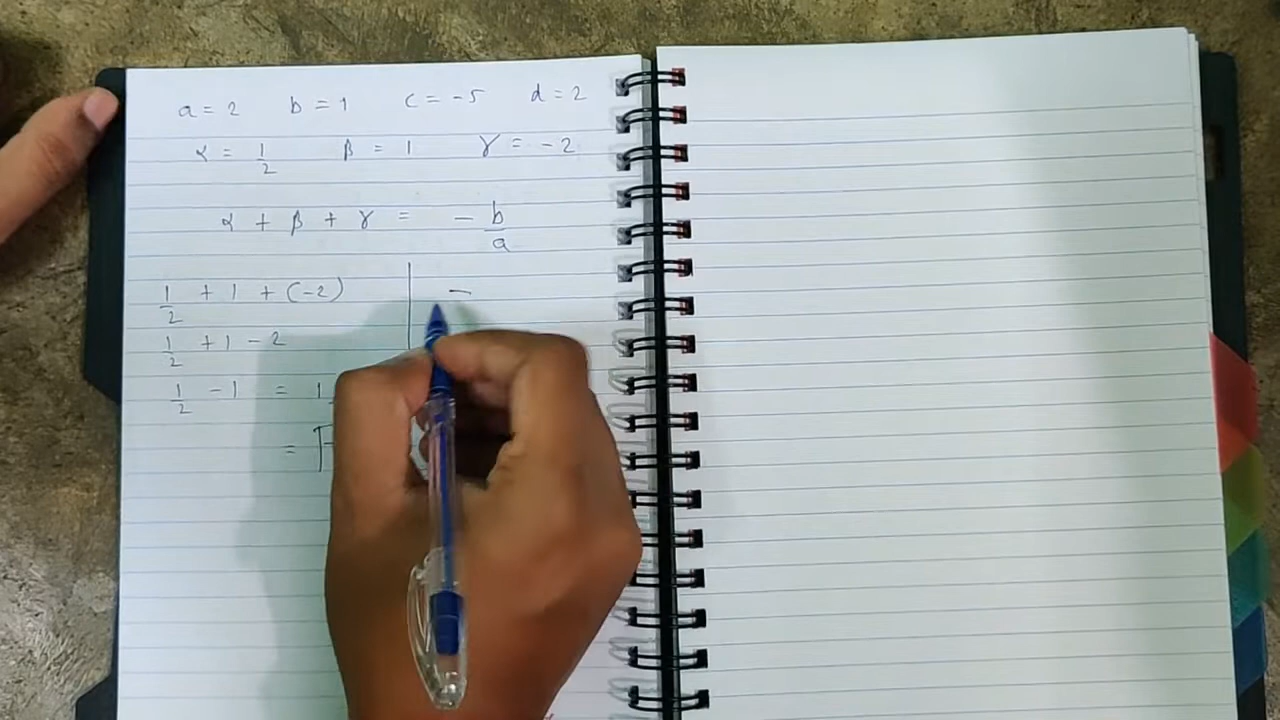 a = 2 b = 1 c = -5 d = 2
α = 1/2 β = 1 γ = -2
α + β + γ = - b/a
1/2 + 1 + (-2) -
1/2 + 1 - 2
1/2 - 1 = 1
=